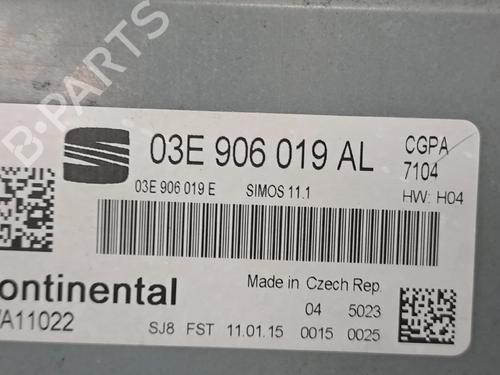 B-PARTS
03E 906 019 AL
CGPA
7104
03E 906 019 E SIMOS 11.1
HW: H04
ontinental
Made in Czech Rep.
04 5023
A11022
SJ8 FST 11.01.15 0015 0025